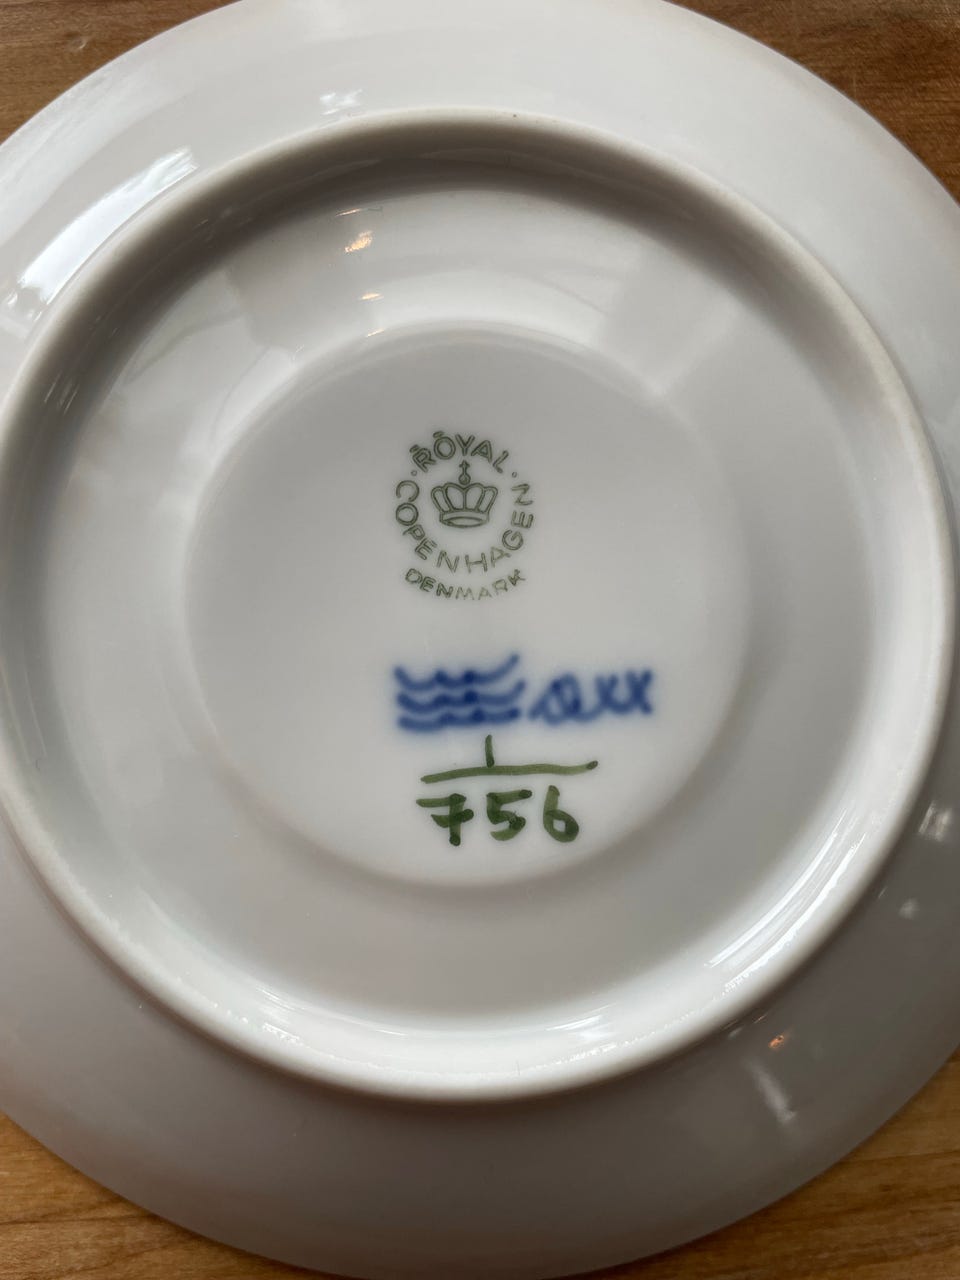 ROYAL
COPENHAGEN
DENMARK
1
756